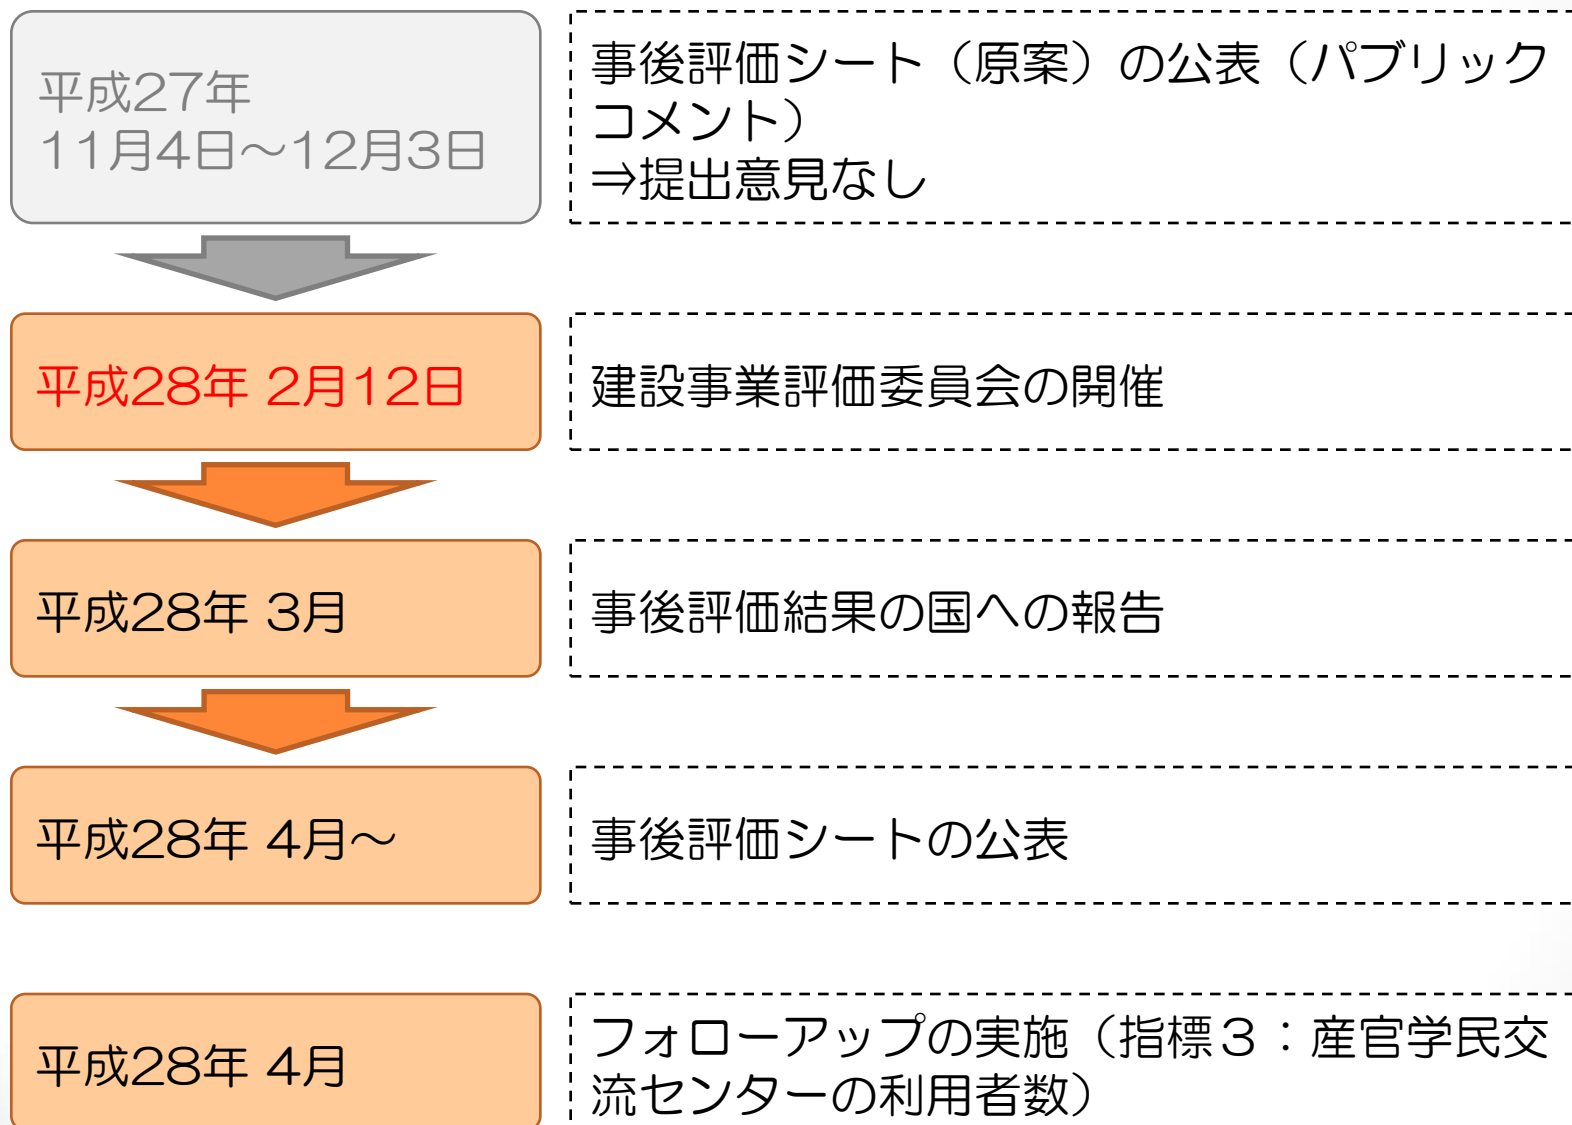 平成27年
11月4日～12月3日
事後評価シート（原案）の公表（パブリック
コメント）
⇒提出意見なし
平成28年 2月12日
建設事業評価委員会の開催
平成28年 3月
事後評価結果の国への報告
平成28年 4月～
事後評価シートの公表
平成28年 4月
フォローアップの実施（指標３：産官学民交
流センターの利用者数）